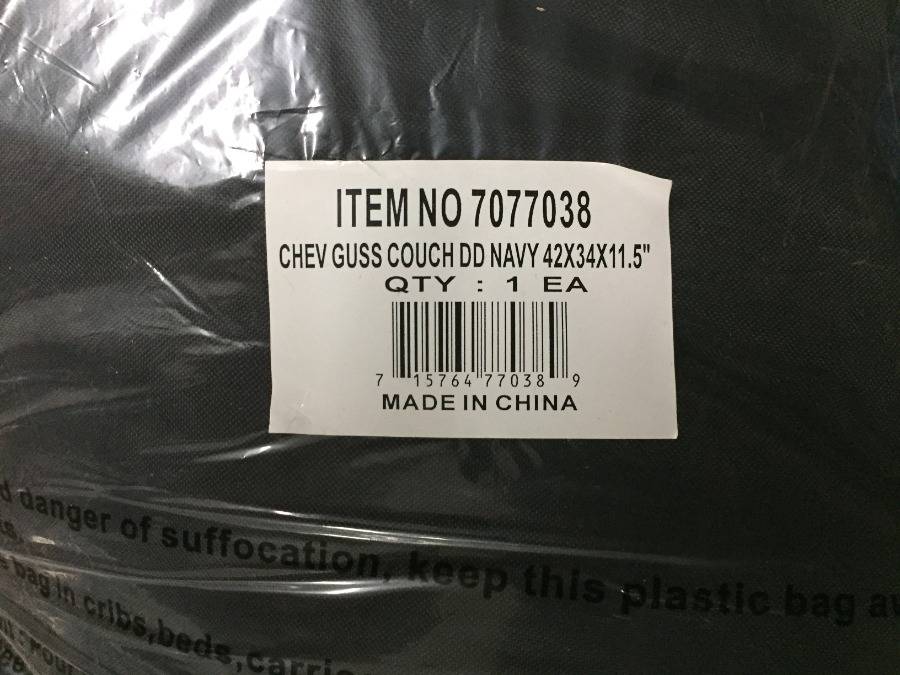 ITEM NO 7077038
CHEV GUSS COUCH DD NAVY 42X34X11.5"
QTY : 1 EA
7 15764 77038 9
MADE IN CHINA
danger of suffocation, keep this plastic bag
bag in cribs,beds,